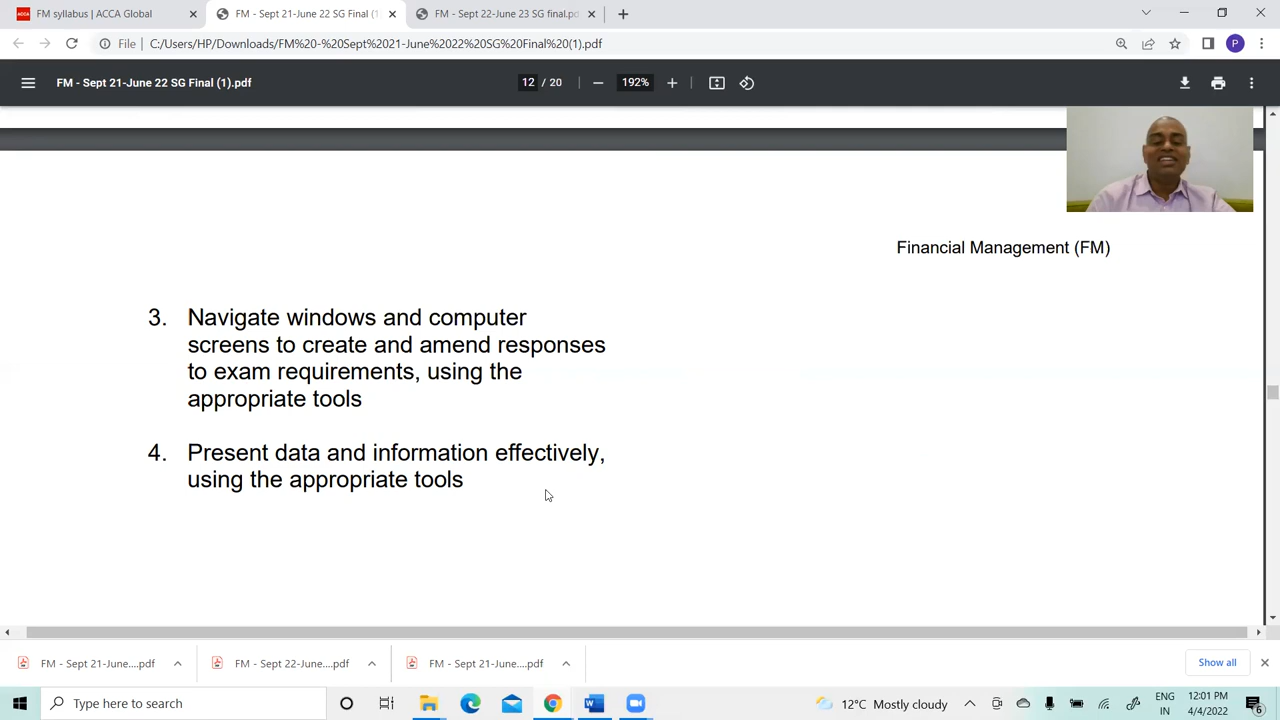 FM syllabus | ACCA Global
FM - Sept 21-June 22 SG Final (1
FM - Sept 22-June 23 SG final.pd
File
C:/Users/HP/Downloads/FM%20-%20Sept%2021-June%2022%20SG%20Final%20(1).pdf
P
FM - Sept 21-June 22 SG Final (1).pdf
12 / 20
192%
Financial Management (FM)
3. Navigate windows and computer
screens to create and amend responses
to exam requirements, using the
appropriate tools
4. Present data and information effectively,
using the appropriate tools
FM - Sept 21-June....pdf
FM - Sept 22-June....pdf
FM - Sept 21-June....pdf
Show all
Type here to search
12°C Mostly cloudy
ENG
IN
12:01 PM
4/4/2022
6